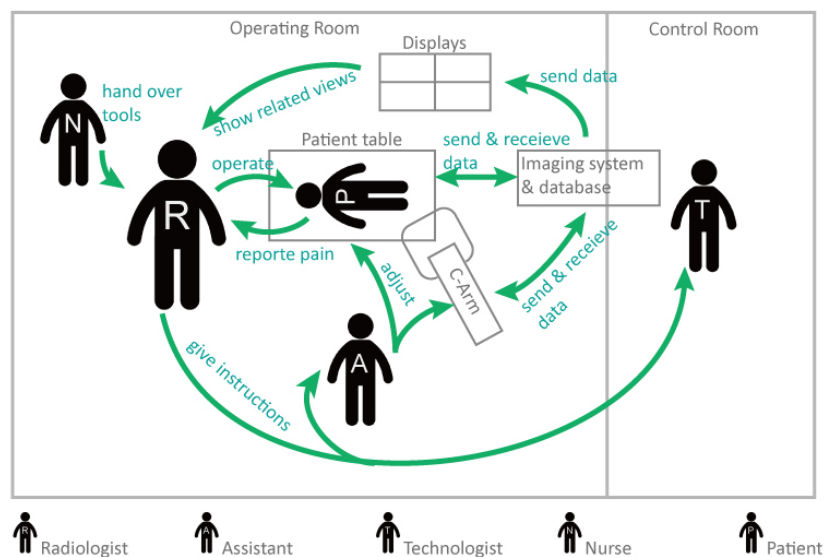 Operating Room
Control Room
Displays
hand over
tools
N
show related views
send data
Patient table
send & receieve
data
Imaging system
& database
operate
R
P
T
reporte pain
adjust
C-Arm
send & receieve
data
A
give instructions
R
Radiologist
A
Assistant
T
Technologist
N
Nurse
P
Patient